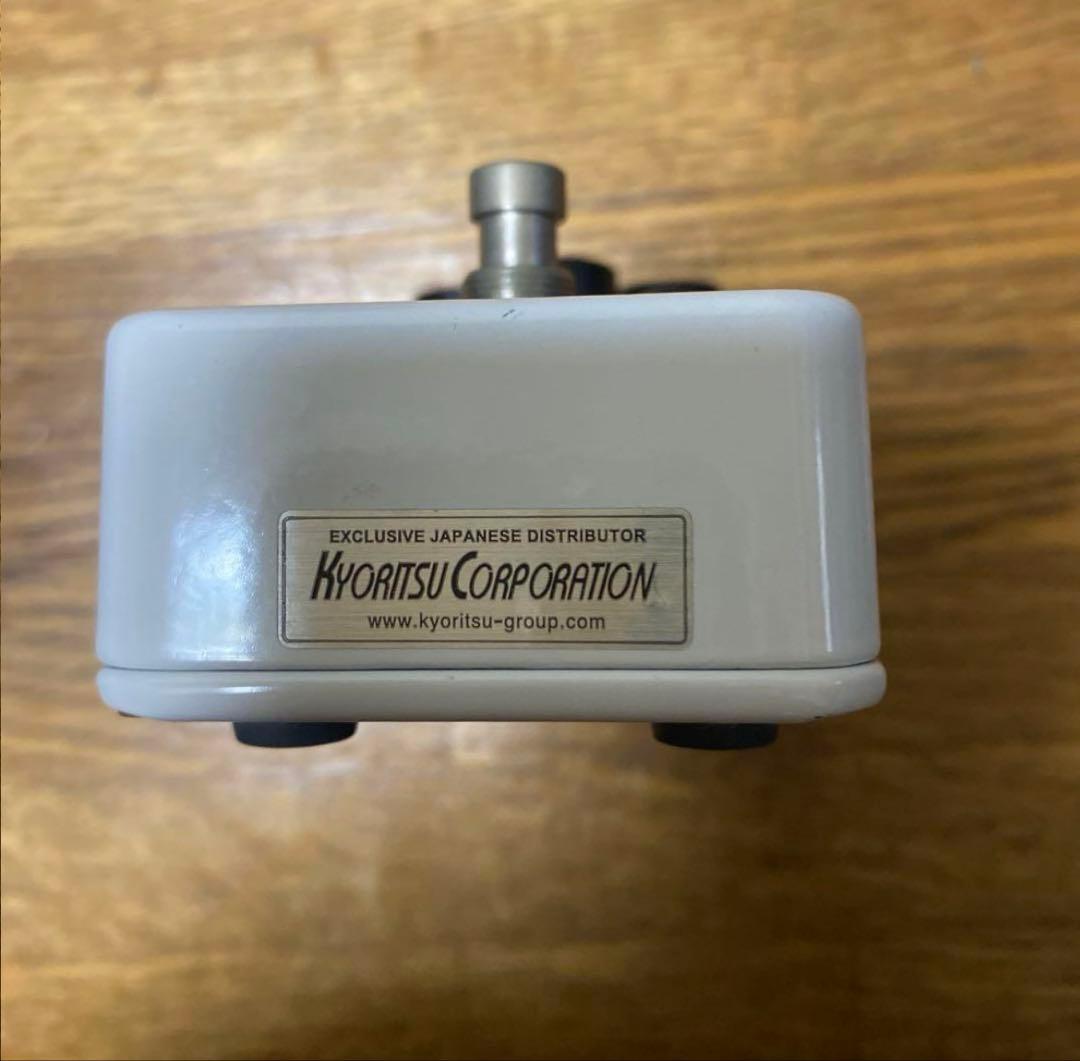 EXCLUSIVE JAPANESE DISTRIBUTOR
KYORITSU CORPORATION
www.kyoritsu-group.com